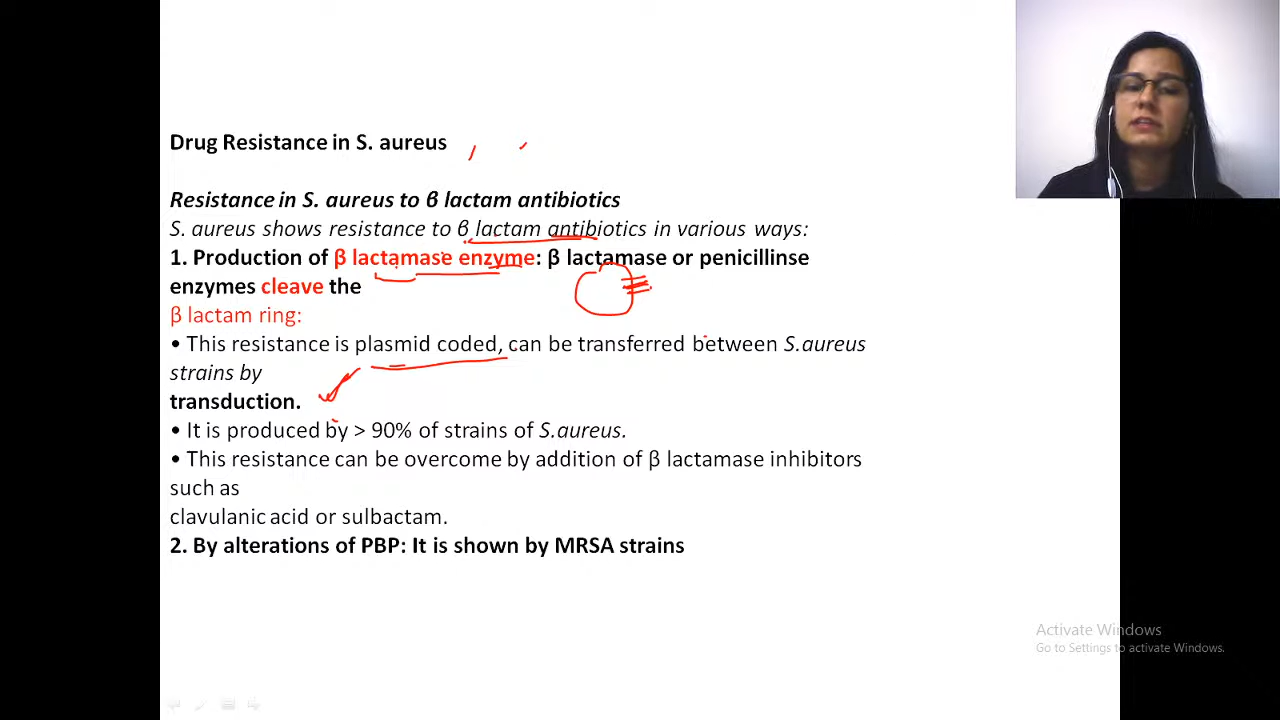 Drug Resistance in S. aureus
Resistance in S. aureus to β lactam antibiotics
S. aureus shows resistance to β lactam antibiotics in various ways:
1. Production of β lactamase enzyme: β lactamase or penicillinse
enzymes cleave the
β lactam ring:
• This resistance is plasmid coded, can be transferred between S.aureus
strains by
transduction.
• It is produced by > 90% of strains of S.aureus.
• This resistance can be overcome by addition of β lactamase inhibitors
such as
clavulanic acid or sulbactam.
2. By alterations of PBP: It is shown by MRSA strains
Activate Windows
Go to Settings to activate Windows.